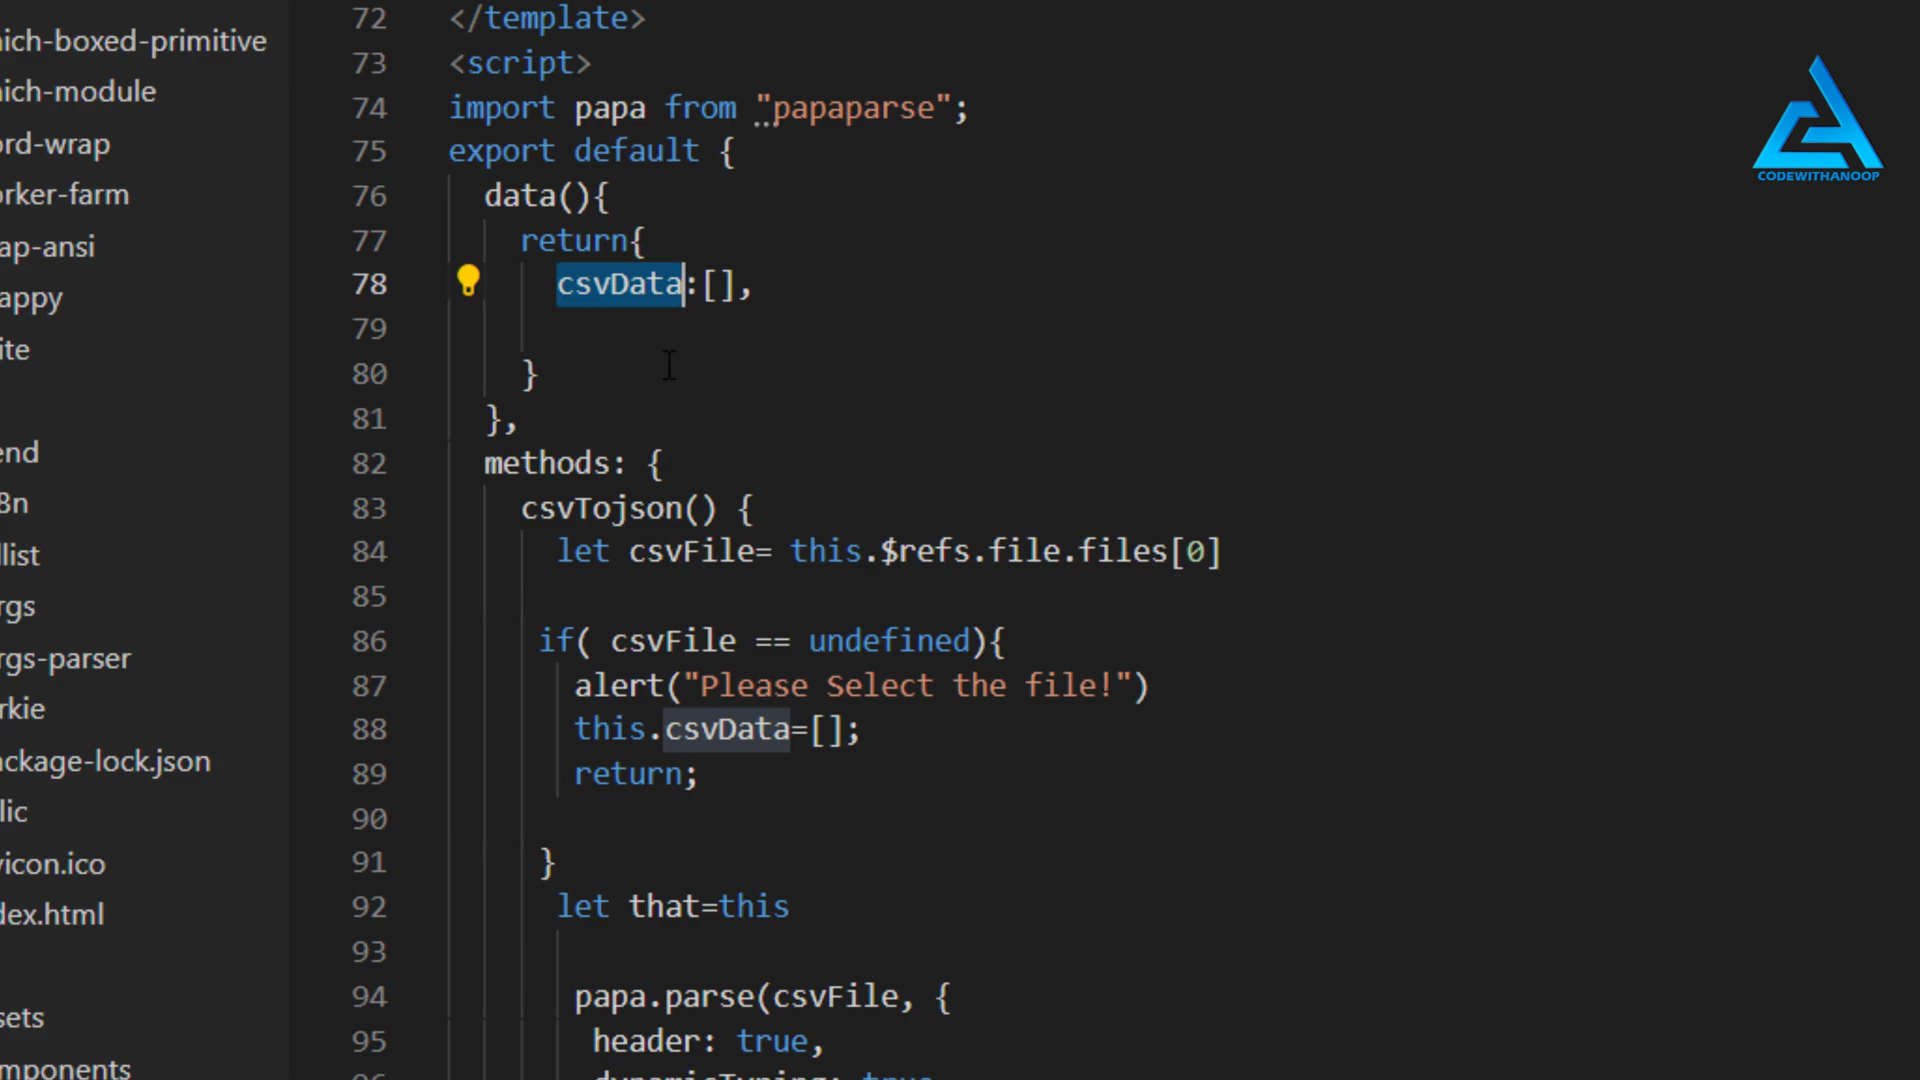 ich-boxed-primitive
ich-module
ord-wrap
orker-farm
ap-ansi
appy
ite
end
8n
list
rgs
rgs-parser
rkie
ackage-lock.json
lic
vicon.ico
dex.html
sets
mponents
72 </template>
73 <script>
74 import papa from "papaparse";
75 export default {
76 data(){
77 return{
78 csvData:[],
79
80 }
81 },
82 methods: {
83 csvTojson() {
84 let csvFile= this.$refs.file.files[0]
85
86 if( csvFile == undefined){
87 alert("Please Select the file!")
88 this.csvData=[];
89 return;
90
91 }
92 let that=this
93
94 papa.parse(csvFile, {
95 header: true,
dynamicTyping: true
CODEWITHANOOP